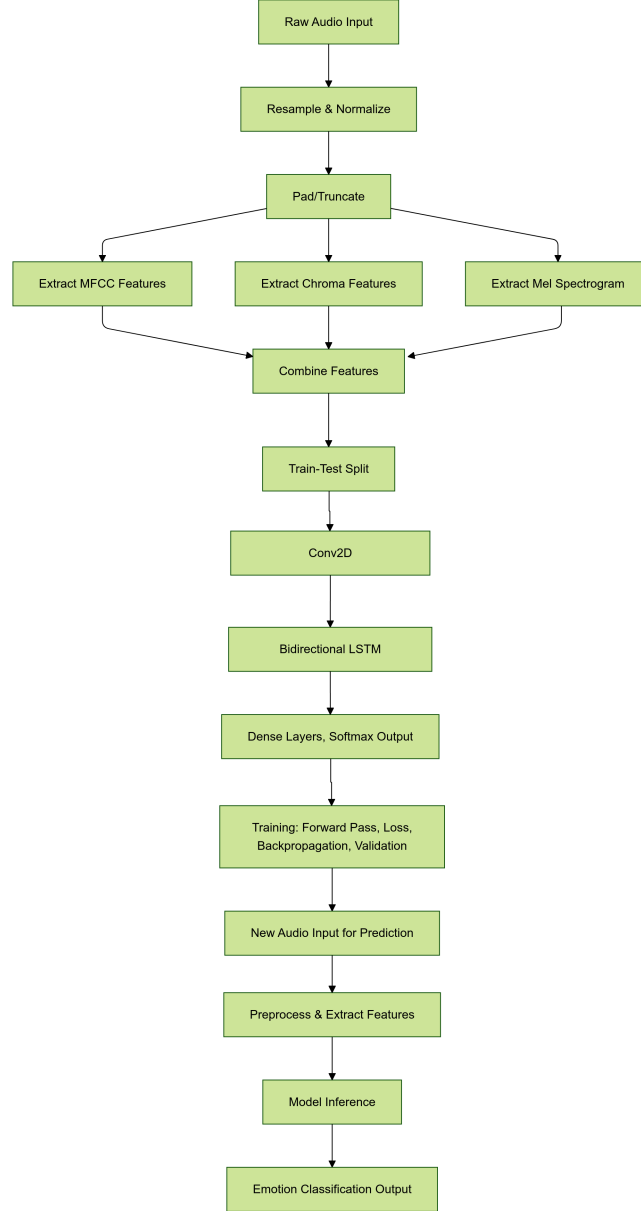 Raw Audio Input
Resample & Normalize
Pad/Truncate
Extract MFCC Features
Extract Chroma Features
Extract Mel Spectrogram
Combine Features
Train-Test Split
Conv2D
Bidirectional LSTM
Dense Layers, Softmax Output
Training: Forward Pass, Loss,
Backpropagation, Validation
New Audio Input for Prediction
Preprocess & Extract Features
Model Inference
Emotion Classification Output